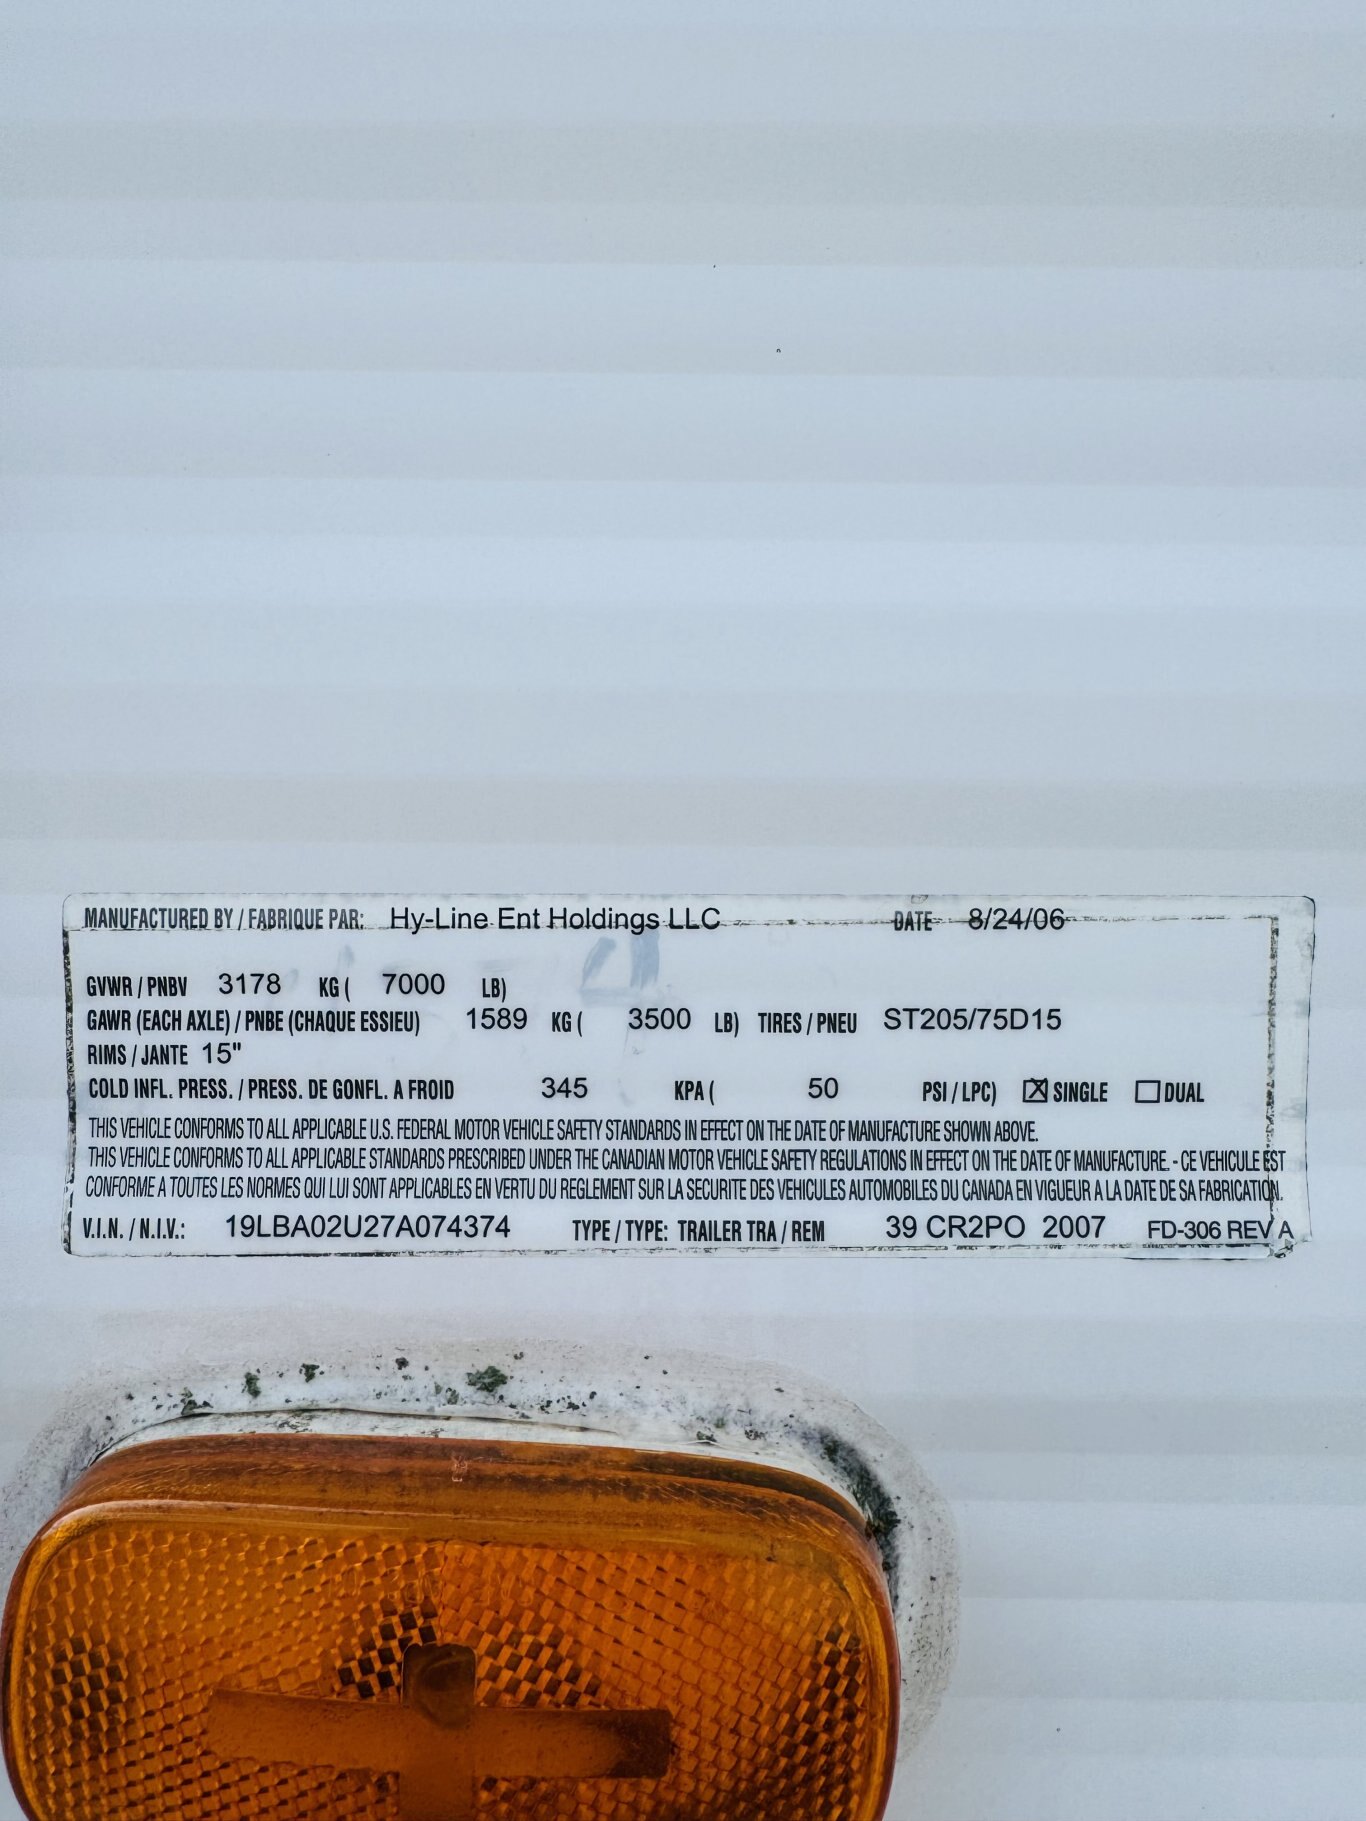 MANUFACTURED BY / FABRIQUE PAR: Hy-Line Ent Holdings LLC DATE 8/24/06
GVWR / PNBV 3178 KG ( 7000 LB)
GAWR (EACH AXLE) / PNBE (CHAQUE ESSIEU) 1589 KG ( 3500 LB) TIRES / PNEU ST205/75D15
RIMS / JANTE 15"
COLD INFL. PRESS. / PRESS. DE GONFL. A FROID 345 KPA ( 50 PSI / LPC) ☒ SINGLE ☐ DUAL
THIS VEHICLE CONFORMS TO ALL APPLICABLE U.S. FEDERAL MOTOR VEHICLE SAFETY STANDARDS IN EFFECT ON THE DATE OF MANUFACTURE SHOWN ABOVE.
THIS VEHICLE CONFORMS TO ALL APPLICABLE STANDARDS PRESCRIBED UNDER THE CANADIAN MOTOR VEHICLE SAFETY REGULATIONS IN EFFECT ON THE DATE OF MANUFACTURE. - CE VEHICULE EST
CONFORME A TOUTES LES NORMES QUI LUI SONT APPLICABLES EN VERTU DU REGLEMENT SUR LA SECURITE DES VEHICULES AUTOMOBILES DU CANADA EN VIGUEUR A LA DATE DE SA FABRICATION.
V.I.N. / N.I.V.: 19LBA02U27A074374 TYPE / TYPE: TRAILER TRA / REM 39 CR2PO 2007 FD-306 REV A